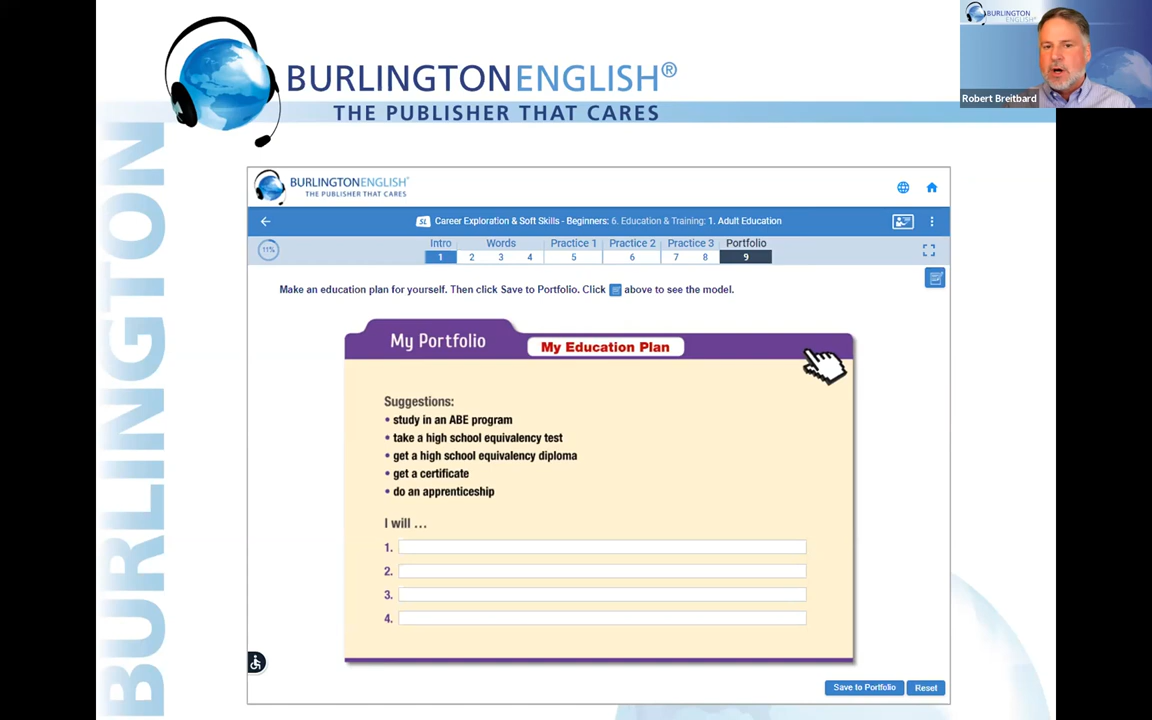 BURLINGTONENGLISH®
THE PUBLISHER THAT CARES
BURLINGTON
BURLINGTON
ENGLISH
Robert Breitbard
BURLINGTONENGLISH®
THE PUBLISHER THAT CARES
SL Career Exploration & Soft Skills - Beginners: 6. Education & Training: 1. Adult Education
11%
Intro Words Practice 1 Practice 2 Practice 3 Portfolio
1 2 3 4 5 6 7 8 9
Make an education plan for yourself. Then click Save to Portfolio. Click above to see the model.
My Portfolio
My Education Plan
Suggestions:
• study in an ABE program
• take a high school equivalency test
• get a high school equivalency diploma
• get a certificate
• do an apprenticeship
I will ...
1.
2.
3.
4.
Save to Portfolio
Reset